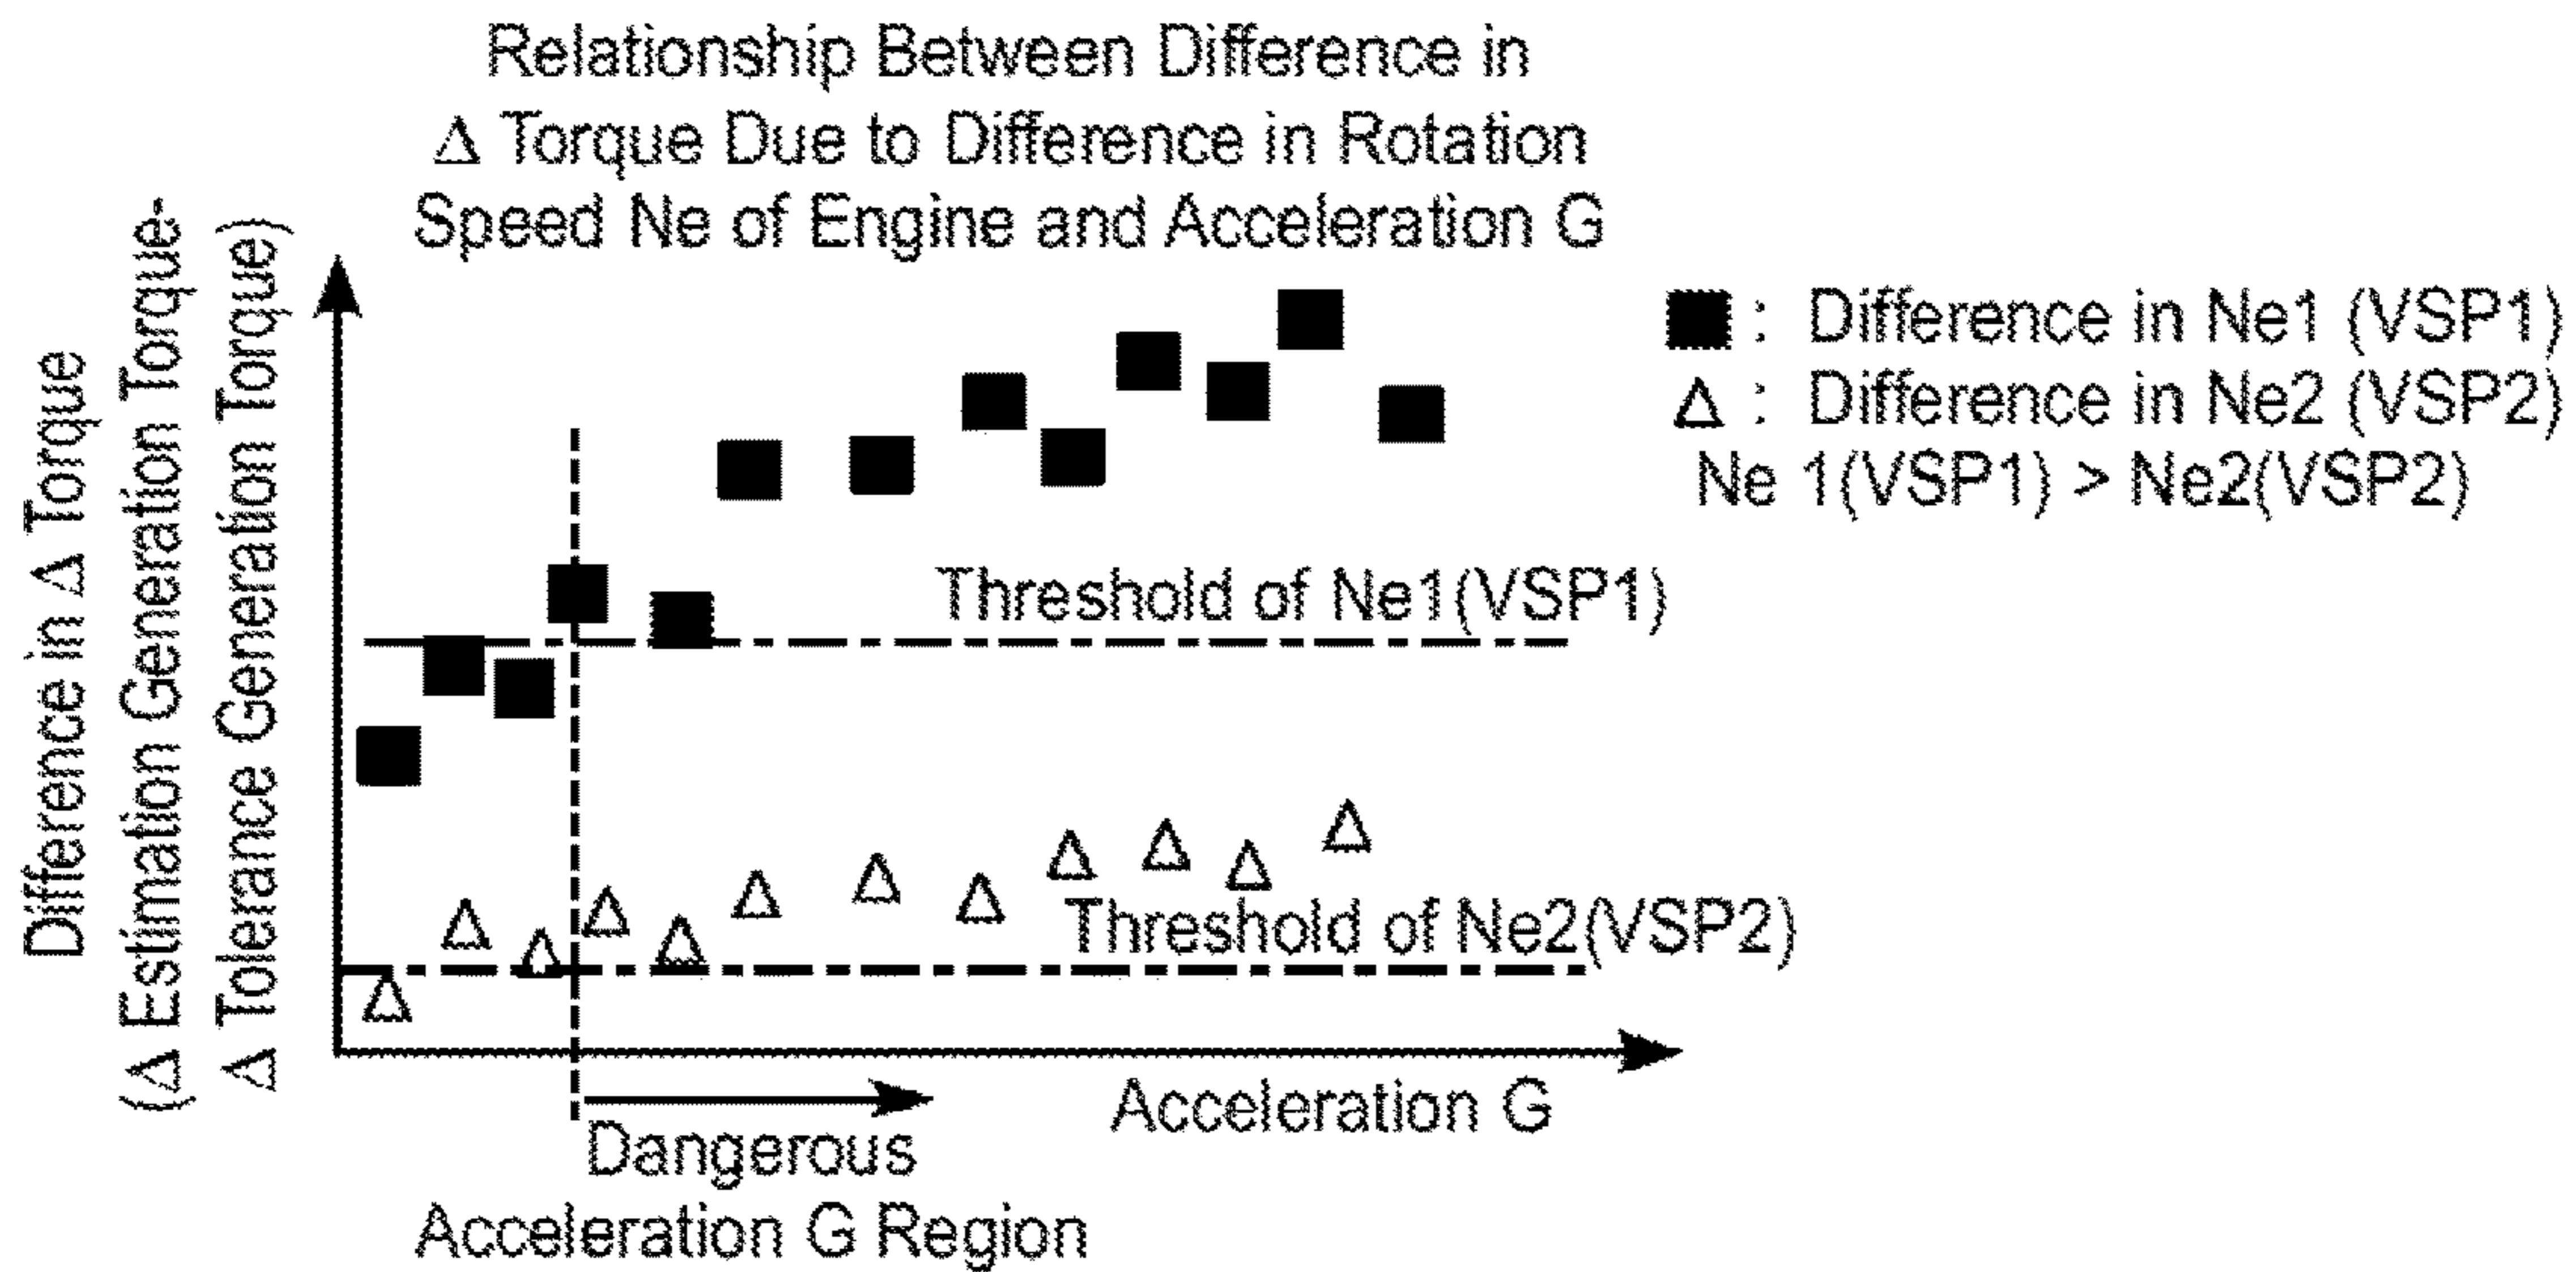 Relationship Between Difference in
Δ Torque Due to Difference in Rotation
Speed Ne of Engine and Acceleration G
Difference in Δ Torque
(Δ Estimation Generation Torque-
Δ Tolerance Generation Torque)
■ : Difference in Ne1 (VSP1)
△ : Difference in Ne2 (VSP2)
Ne 1(VSP1) > Ne2(VSP2)
Threshold of Ne1(VSP1)
Threshold of Ne2(VSP2)
Acceleration G
Dangerous
Acceleration G Region